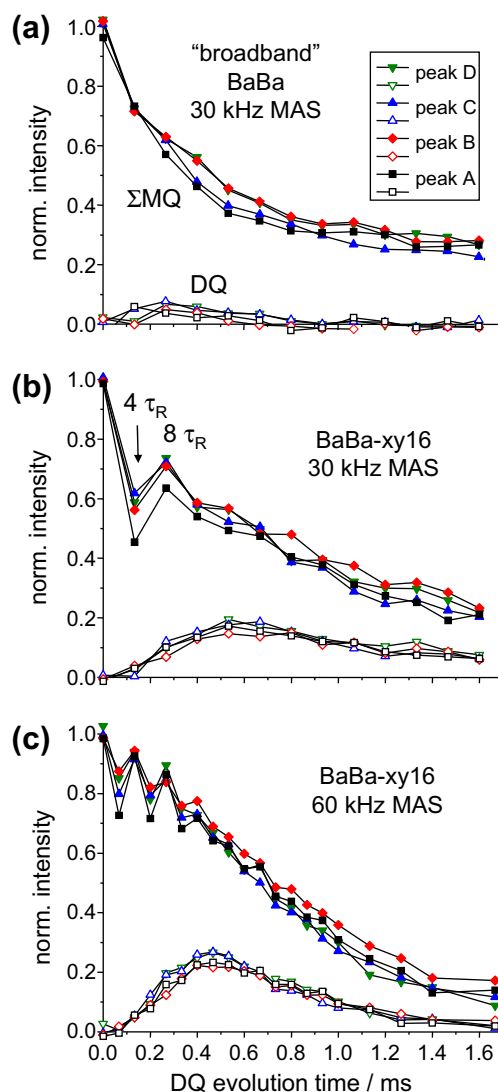 (a)
"broadband"
BaBa
30 kHz MAS
peak D
peak C
peak B
peak A
ΣMQ
DQ
norm. intensity
1.0
0.8
0.6
0.4
0.2
0.0
(b)
4 τR
8 τR
BaBa-xy16
30 kHz MAS
norm. intensity
1.0
0.8
0.6
0.4
0.2
0.0
(c)
BaBa-xy16
60 kHz MAS
norm. intensity
1.0
0.8
0.6
0.4
0.2
0.0
0.0 0.2 0.4 0.6 0.8 1.0 1.2 1.4 1.6
DQ evolution time / ms